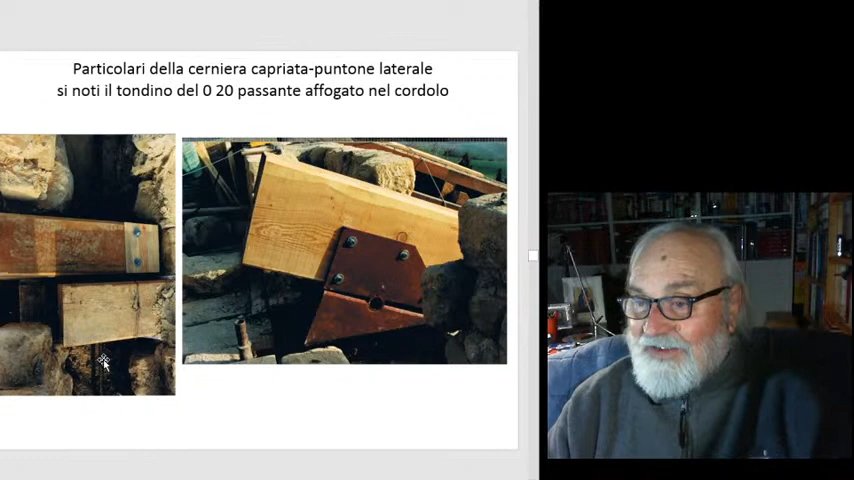 Particolari della cerniera capriata-puntone laterale
si noti il tondino del 0 20 passante affogato nel cordolo